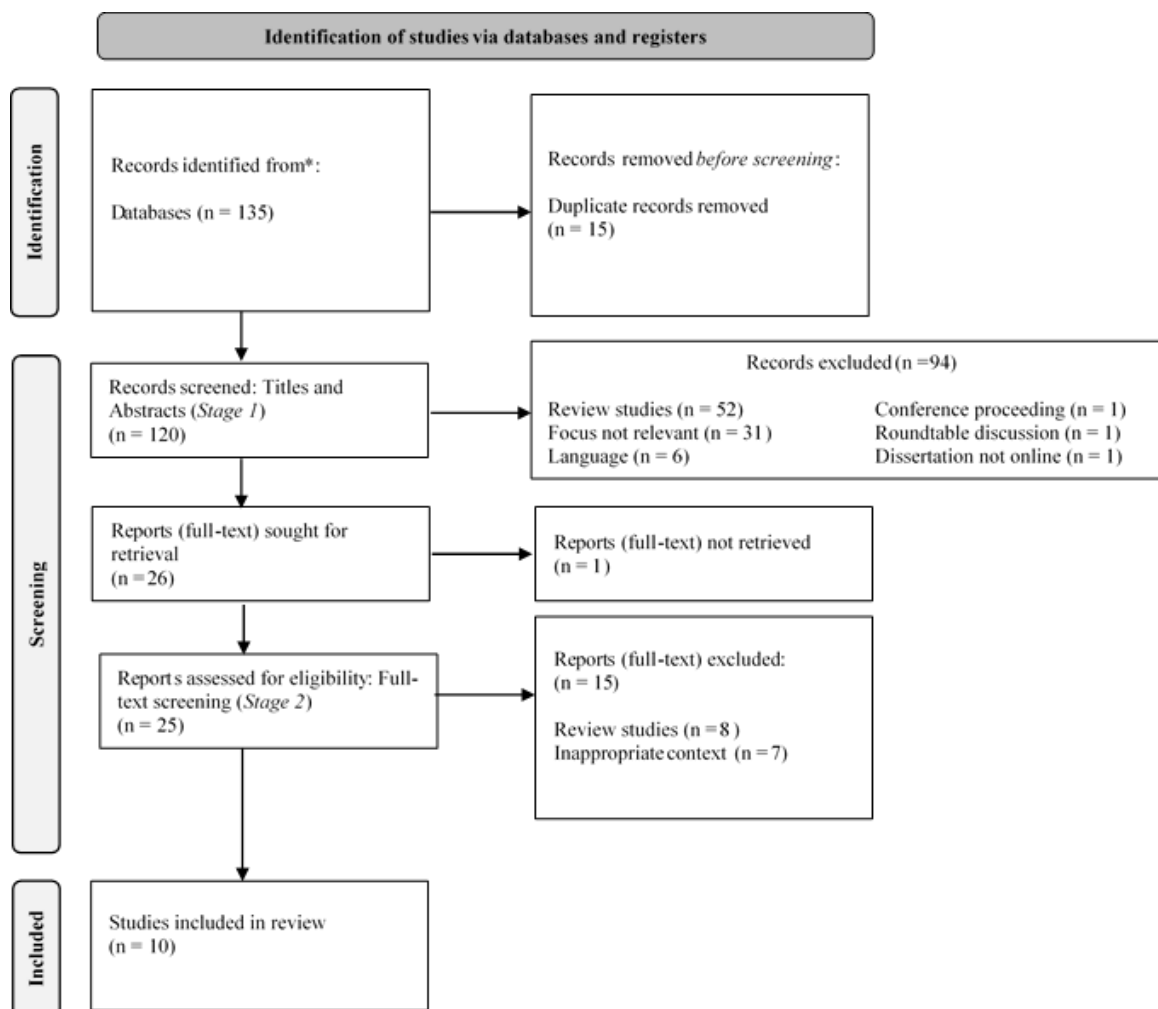 Identification of studies via databases and registers
Identification
Records identified from*:
Databases (n = 135)
Records removed before screening:
Duplicate records removed
(n = 15)
Screening
Records screened: Titles and
Abstracts (Stage 1)
(n = 120)
Records excluded (n =94)
Review studies (n = 52)
Focus not relevant (n = 31)
Language (n = 6)
Conference proceeding (n = 1)
Roundtable discussion (n = 1)
Dissertation not online (n = 1)
Reports (full-text) sought for
retrieval
(n = 26)
Reports (full-text) not retrieved
(n = 1)
Reports assessed for eligibility: Full-
text screening (Stage 2)
(n = 25)
Reports (full-text) excluded:
(n = 15)
Review studies (n = 8 )
Inappropriate context (n = 7)
Included
Studies included in review
(n = 10)